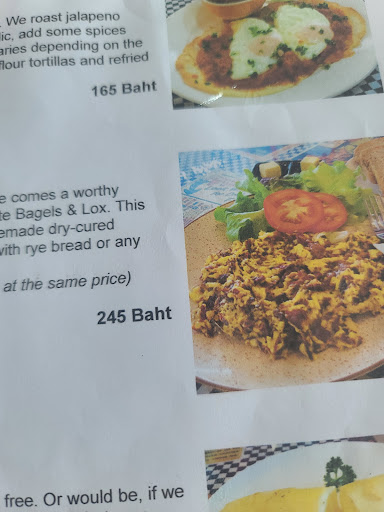 . We roast jalapeno
lic, add some spices
aries depending on the
flour tortillas and refried
165 Baht
e comes a worthy
te Bagels & Lox. This
emade dry-cured
with rye bread or any
at the same price)
245 Baht
free. Or would be, if we